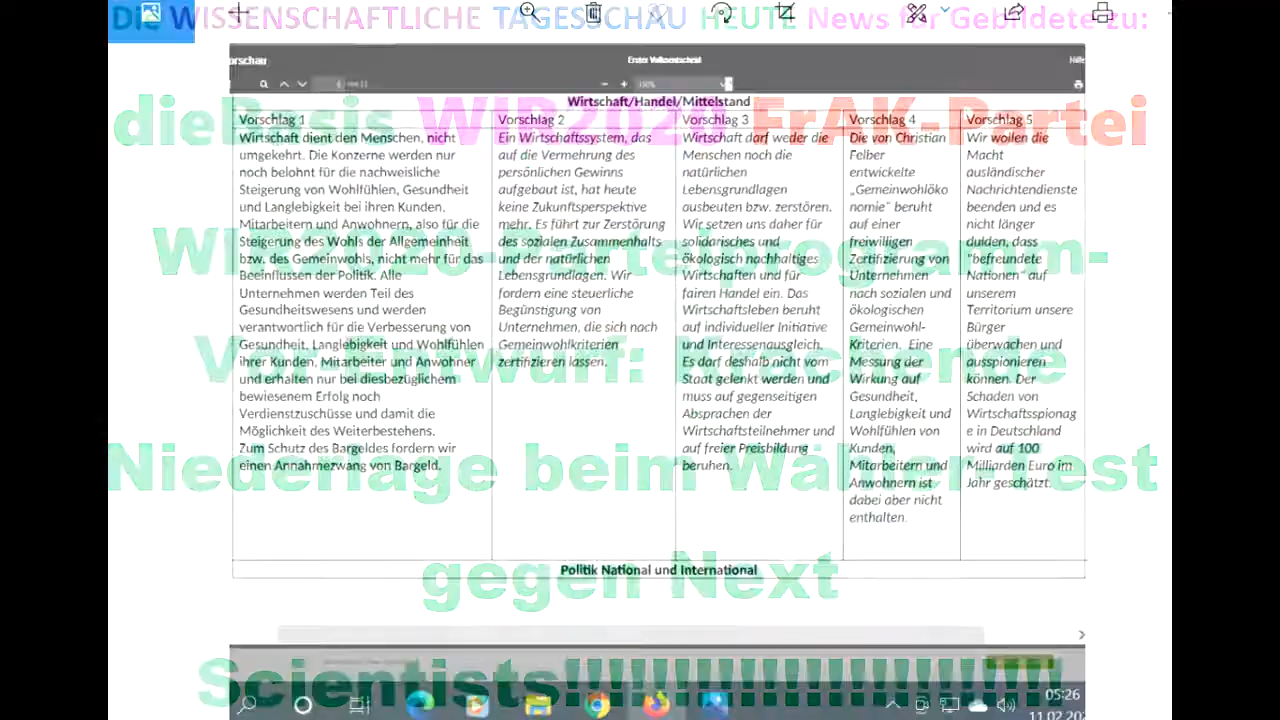 Die WISSENSCHAFTLICHE TAGESSCHAU HEUTE News für Gebildete zu:
dieBasis WIR2020 FrAK-Partei
WIR2020-Parteiprogramm-
gegen Next
Scientists!!!!!!!!!!!!!!!!!!!!!!
Erster Volksentscheid
Wirtschaft/Handel/Mittelstand
Vorschlag 1
Wirtschaft dient den Menschen, nicht
umgekehrt. Die Konzerne werden nur
noch belohnt für die nachweisliche
Steigerung von Wohlfühlen, Gesundheit
und Langlebigkeit bei ihren Kunden,
Mitarbeitern und Anwohnern, also für die
Steigerung des Wohls der Allgemeinheit
bzw. des Gemeinwohls, nicht mehr für das
Beeinflussen der Politik. Alle
Unternehmen werden Teil des
Gesundheitswesens und werden
verantwortlich für die Verbesserung von
Gesundheit, Langlebigkeit und Wohlfühlen
ihrer Kunden, Mitarbeiter und Anwohner
und erhalten nur bei diesbezüglichem
bewiesenem Erfolg noch
Verdienstzuschüsse und damit die
Möglichkeit des Weiterbestehens.
Zum Schutz des Bargeldes fordern wir
einen Annahmezwang von Bargeld.
Vorschlag 2
Ein Wirtschaftssystem, das
auf die Vermehrung des
persönlichen Gewinns
aufgebaut ist, hat heute
keine Zukunftsperspektive
mehr. Es führt zur Zerstörung
des sozialen Zusammenhalts
und der natürlichen
Lebensgrundlagen. Wir
fordern eine steuerliche
Begünstigung von
Unternehmen, die sich nach
Gemeinwohlkriterien
zertifizieren lassen.
Vorschlag 3
Wirtschaft darf weder die
Menschen noch die
natürlichen
Lebensgrundlagen
ausbeuten bzw. zerstören.
Wir setzen uns daher für
solidarisches und
ökologisch nachhaltiges
Wirtschaften und für
fairen Handel ein. Das
Wirtschaftsleben beruht
auf individueller Initiative
und Interessenausgleich.
Es darf deshalb nicht vom
Staat gelenkt werden und
muss auf gegenseitigen
Absprachen der
Wirtschaftsteilnehmer und
auf freier Preisbildung
beruhen.
Vorschlag 4
Die von Christian
Felber
entwickelte
„Gemeinwohlöko
nomie" beruht
auf einer
freiwilligen
Zertifizierung von
Unternehmen
nach sozialen und
ökologischen
Gemeinwohl-
Kriterien. Eine
Messung der
Wirkung auf
Gesundheit,
Langlebigkeit und
Wohlfühlen von
Kunden,
Mitarbeitern und
Anwohnern ist
dabei aber nicht
enthalten.
Vorschlag 5
Wir wollen die
Macht
ausländischer
Nachrichtendienste
beenden und es
nicht länger
dulden, dass
"befreundete
Nationen" auf
unserem
Territorium unsere
Bürger
überwachen und
ausspionieren
können. Der
Schaden von
Wirtschaftsspionag
e in Deutschland
wird auf 100
Milliarden Euro im
Jahr geschätzt.
Politik National und International
05:26